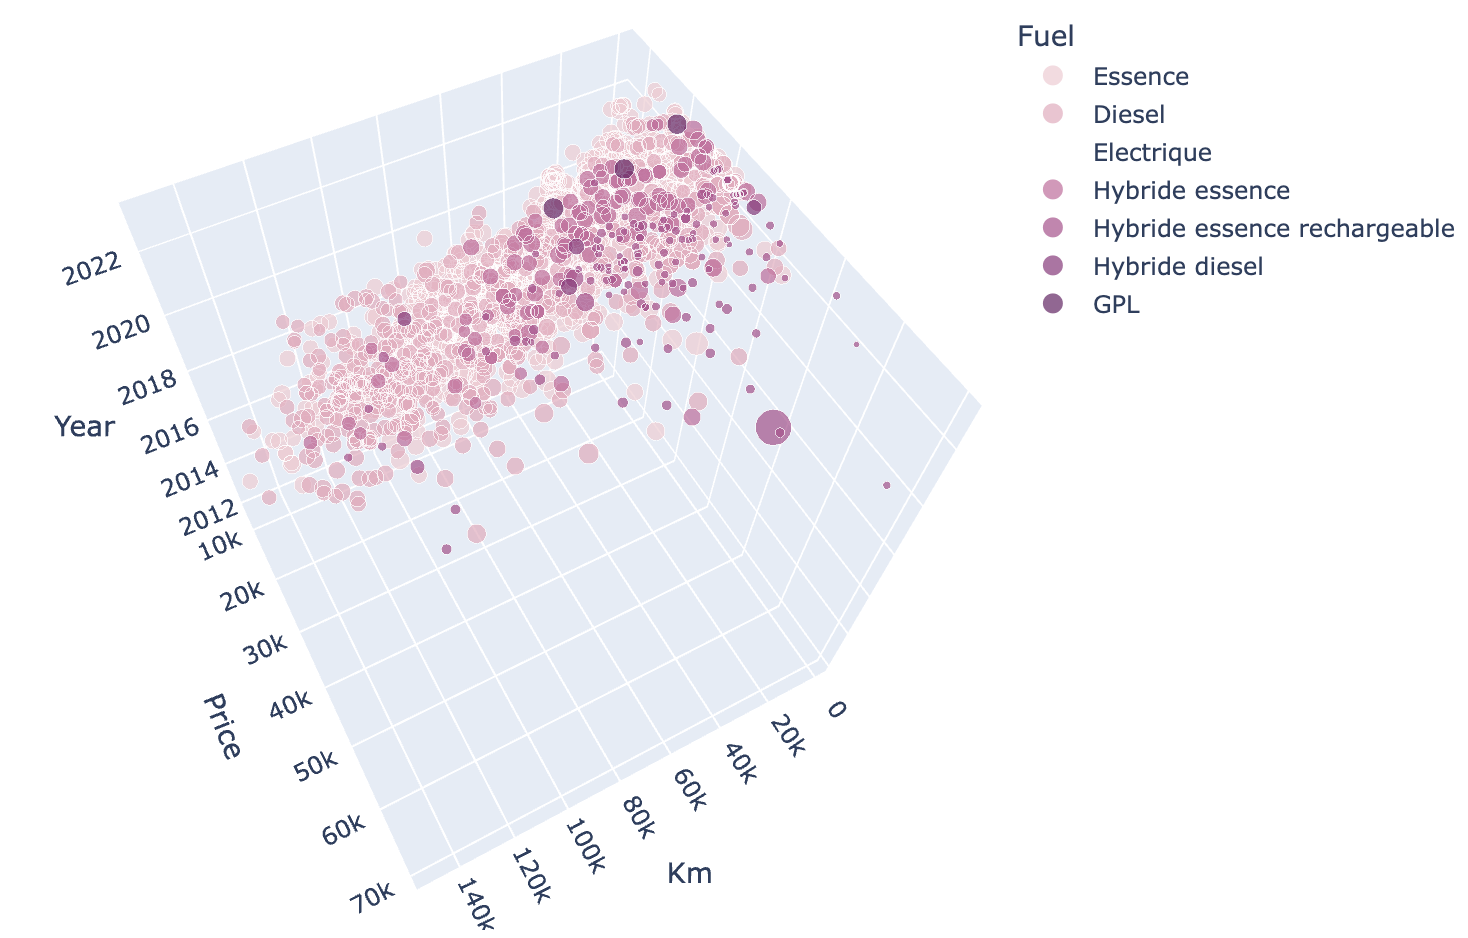 Fuel
Essence
Diesel
Electrique
Hybride essence
Hybride essence rechargeable
Hybride diesel
GPL
2022
2020
2018
2016
2014
2012
Year
10k
20k
30k
40k
50k
60k
70k
Price
0
20k
40k
60k
80k
100k
120k
140k
Km